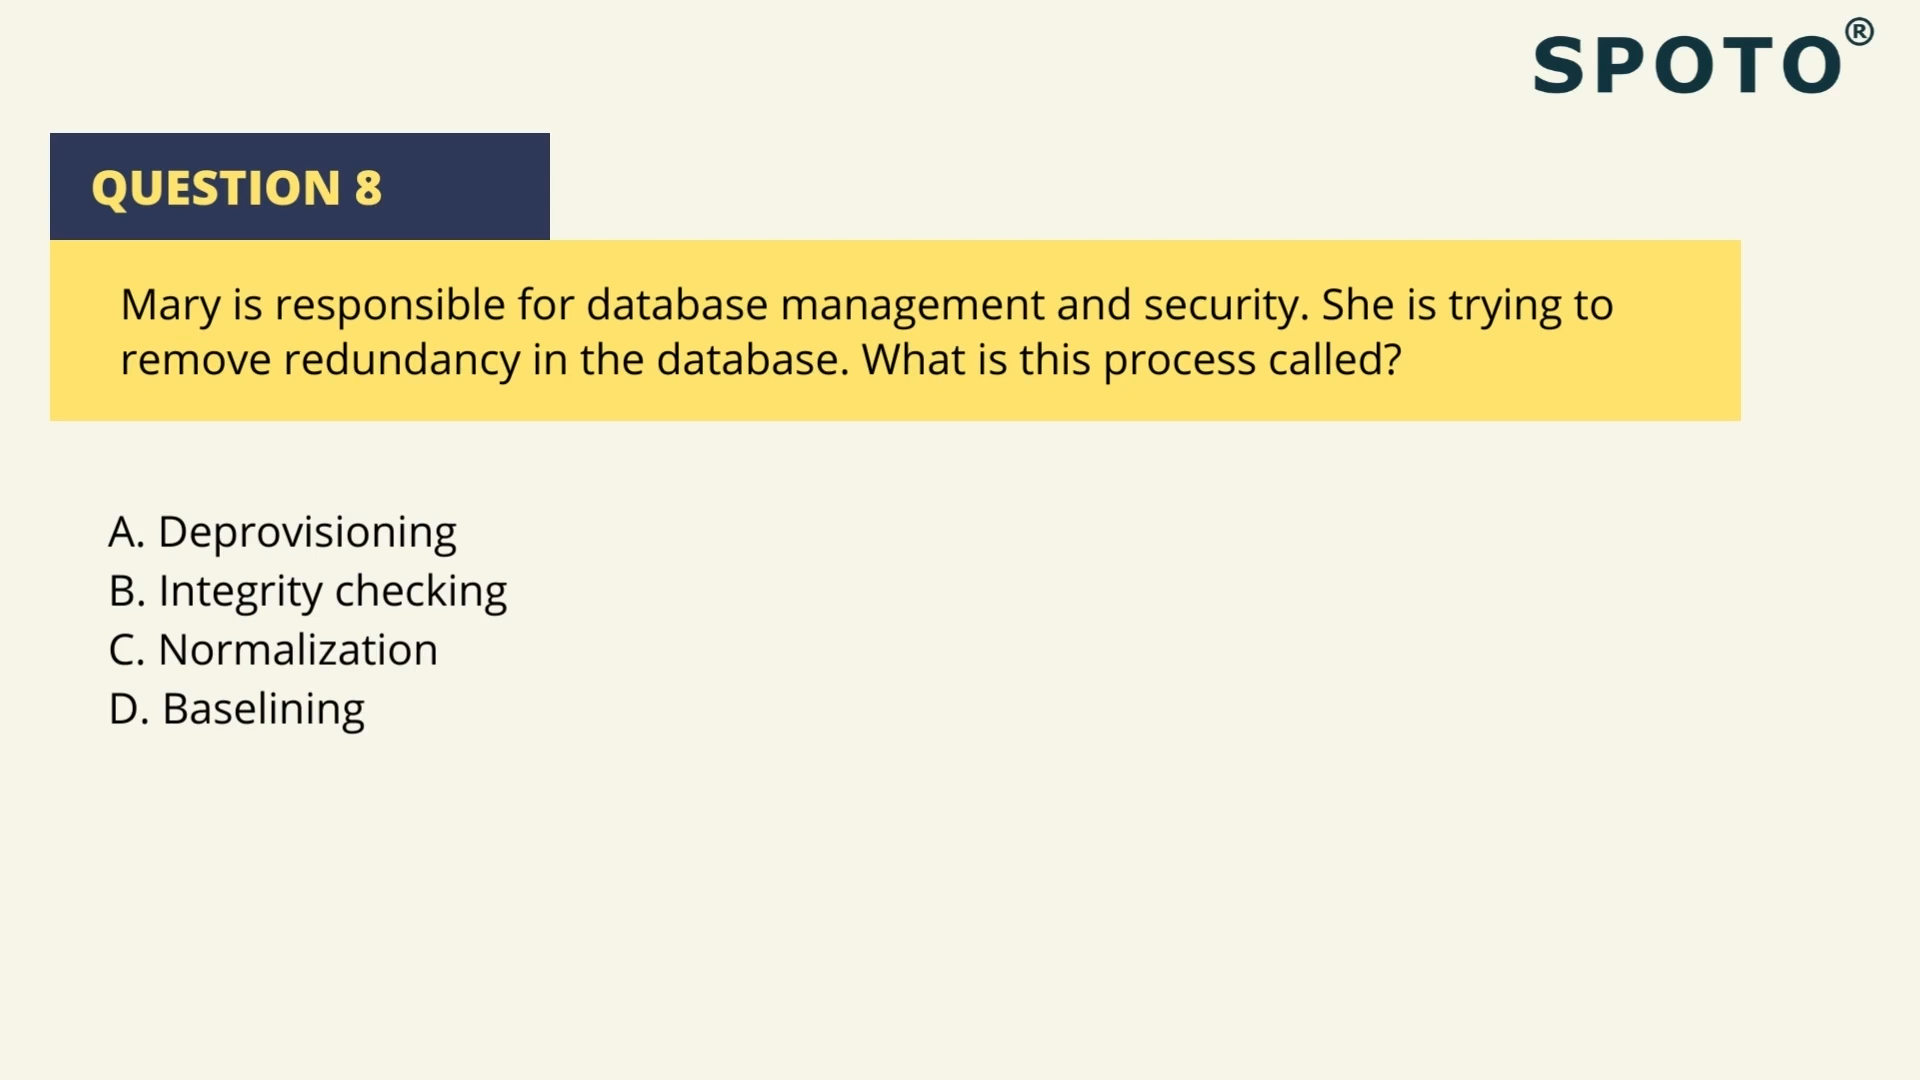 SPOTO®
QUESTION 8
Mary is responsible for database management and security. She is trying to
remove redundancy in the database. What is this process called?
A. Deprovisioning
B. Integrity checking
C. Normalization
D. Baselining